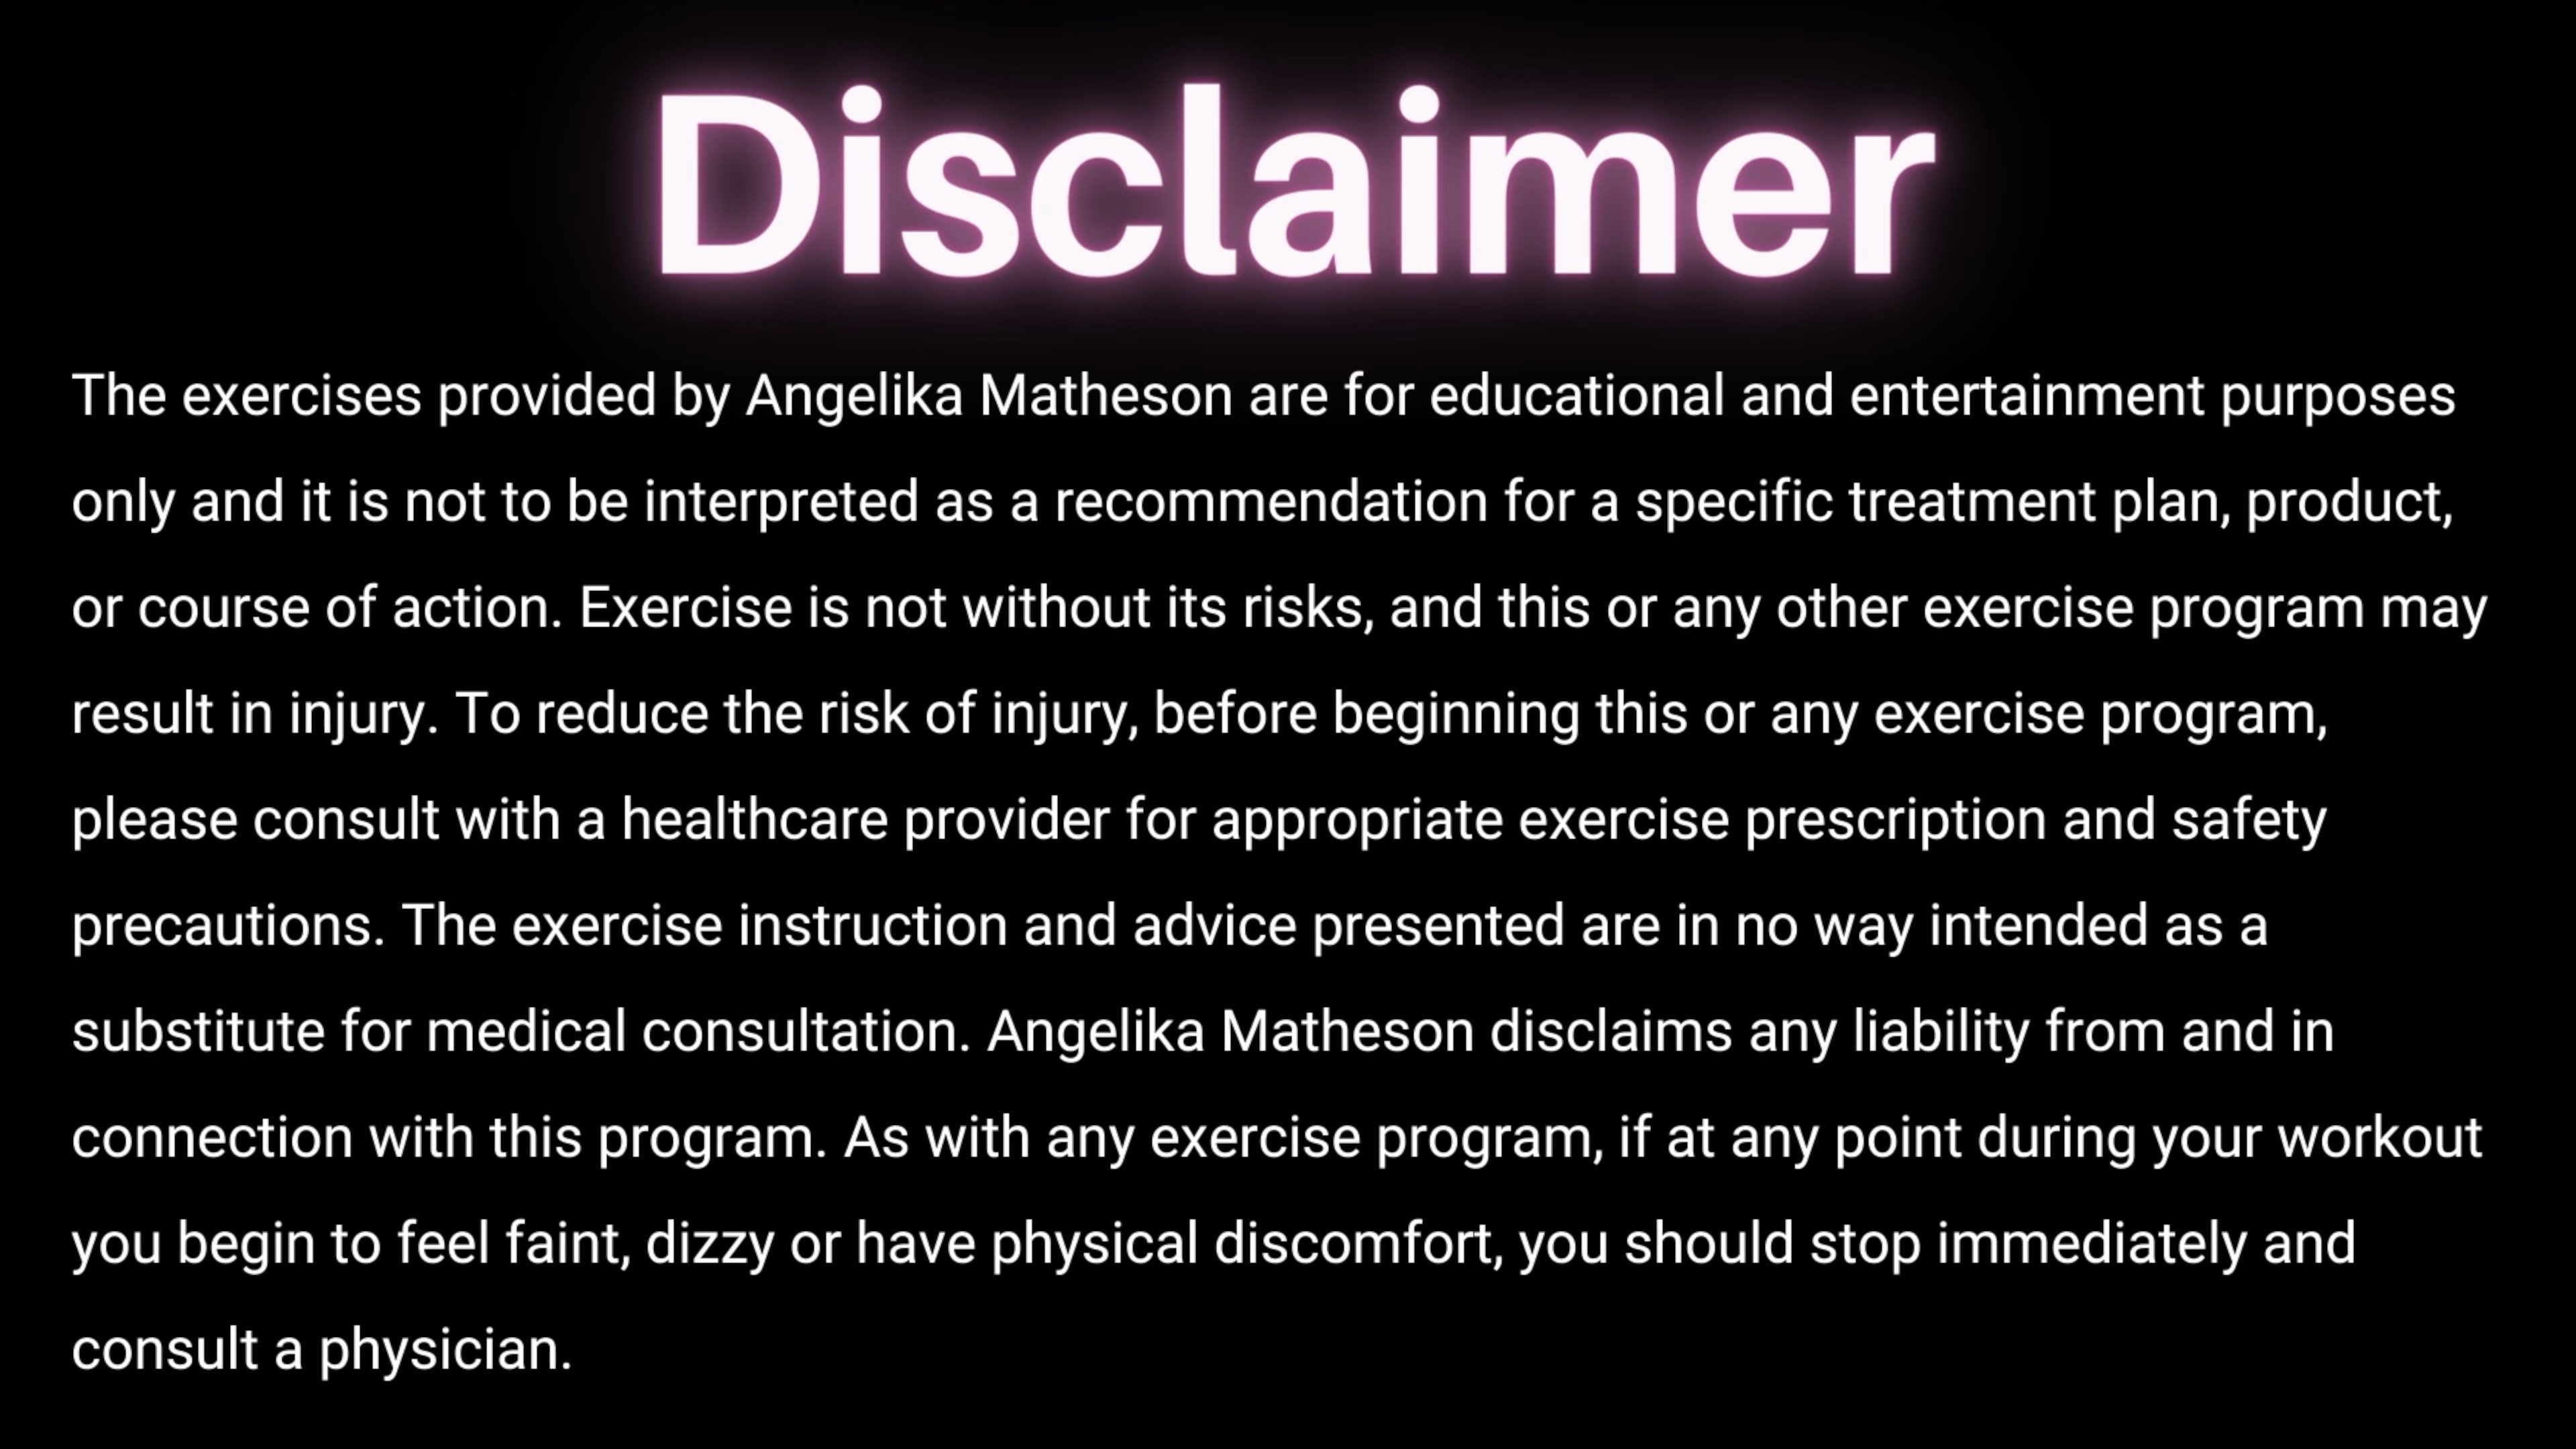 Disclaimer
The exercises provided by Angelika Matheson are for educational and entertainment purposes
only and it is not to be interpreted as a recommendation for a specific treatment plan, product,
or course of action. Exercise is not without its risks, and this or any other exercise program may
result in injury. To reduce the risk of injury, before beginning this or any exercise program,
please consult with a healthcare provider for appropriate exercise prescription and safety
precautions. The exercise instruction and advice presented are in no way intended as a
substitute for medical consultation. Angelika Matheson disclaims any liability from and in
connection with this program. As with any exercise program, if at any point during your workout
you begin to feel faint, dizzy or have physical discomfort, you should stop immediately and
consult a physician.